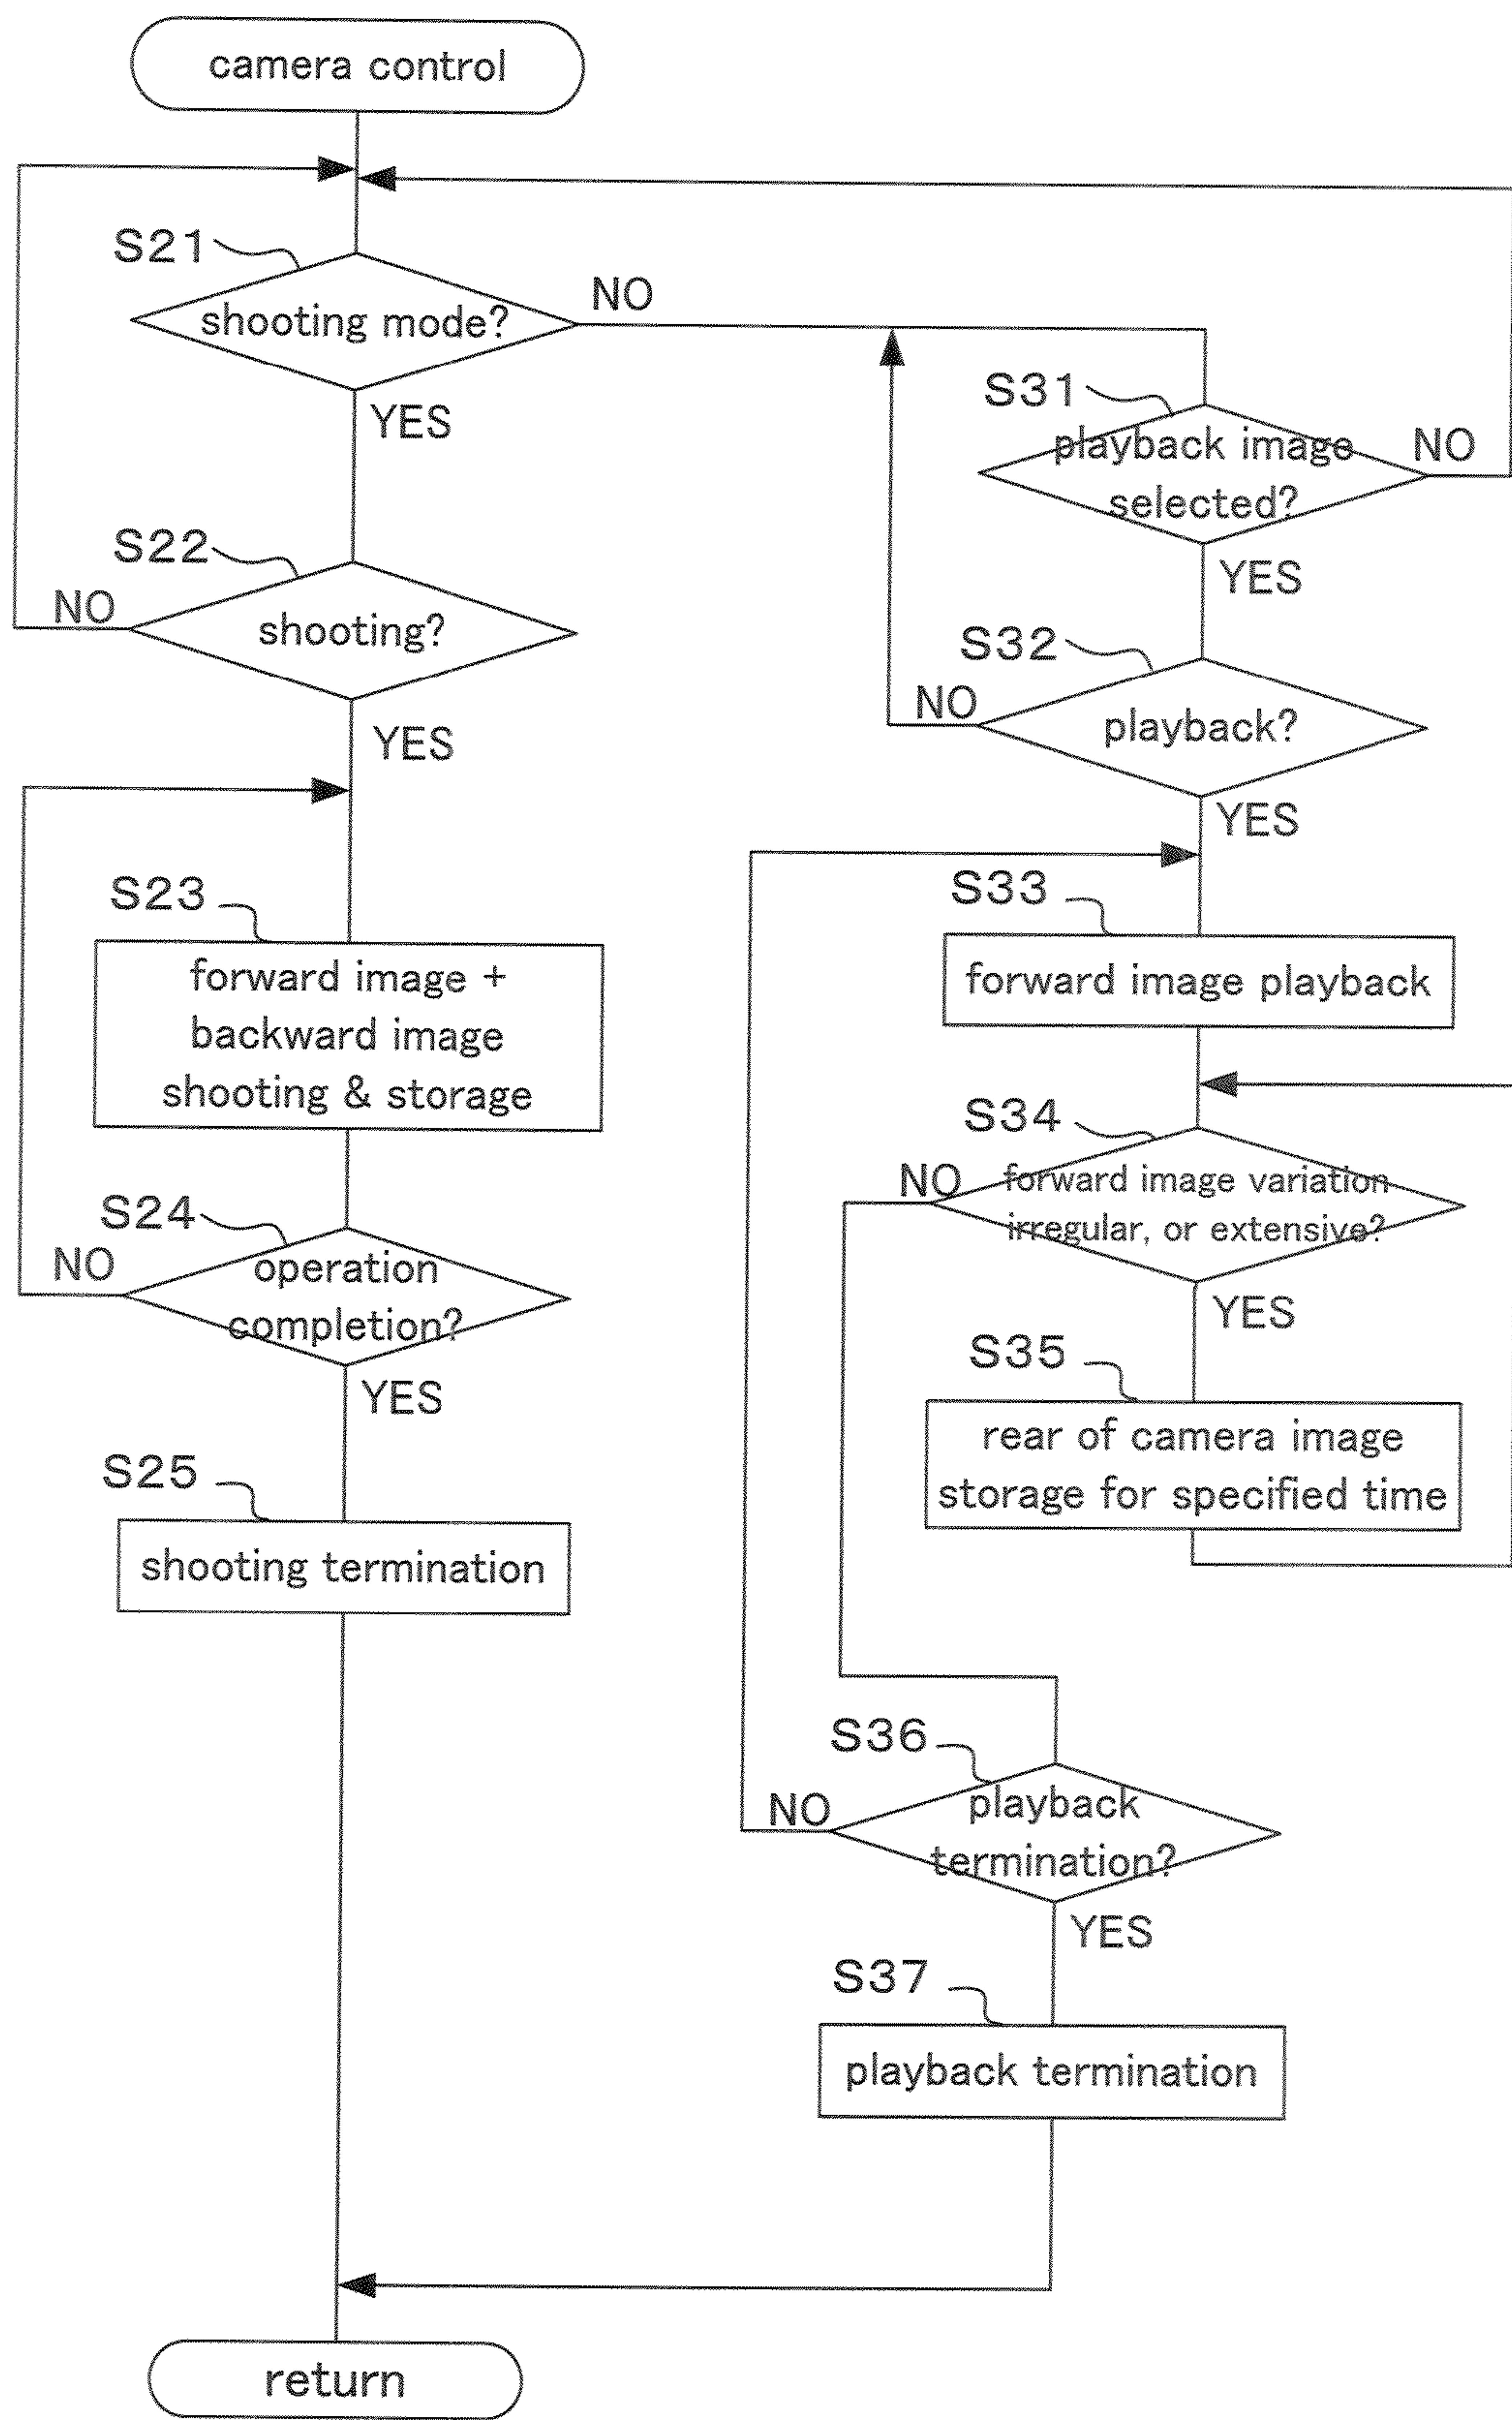 camera control
S21
shooting mode?
NO
YES
S22
NO
shooting?
YES
S23
forward image +
backward image
shooting & storage
S24
NO
operation
completion?
YES
S25
shooting termination
S31
playback image
selected?
NO
YES
S32
NO
playback?
YES
S33
forward image playback
S34
NO
forward image variation
irregular, or extensive?
YES
S35
rear of camera image
storage for specified time
S36
NO
playback
termination?
YES
S37
playback termination
return